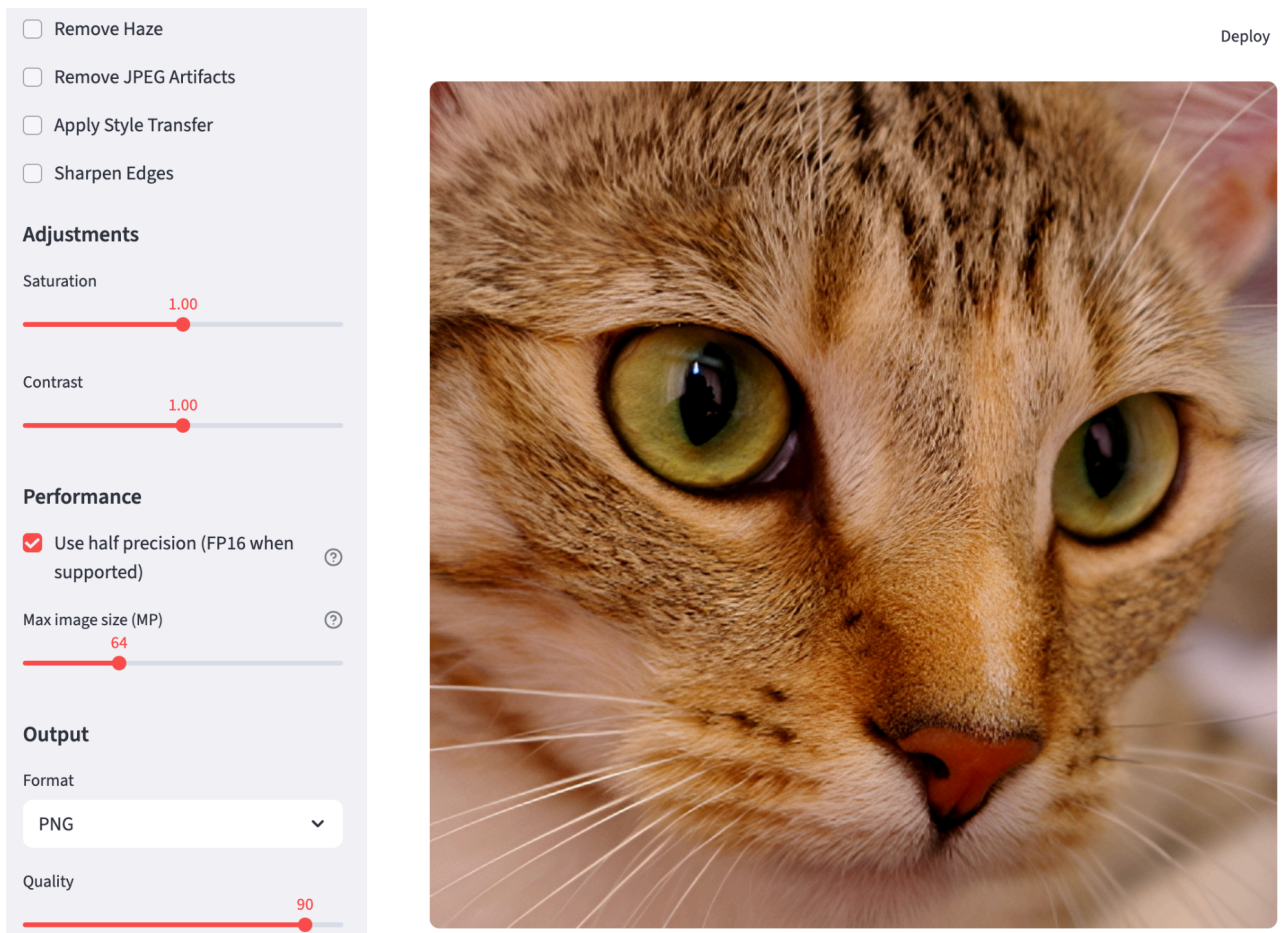 Remove Haze
Remove JPEG Artifacts
Apply Style Transfer
Sharpen Edges
Adjustments
Saturation
1.00
Contrast
1.00
Performance
Use half precision (FP16 when
supported)
Max image size (MP)
64
Output
Format
PNG
Quality
90
Deploy